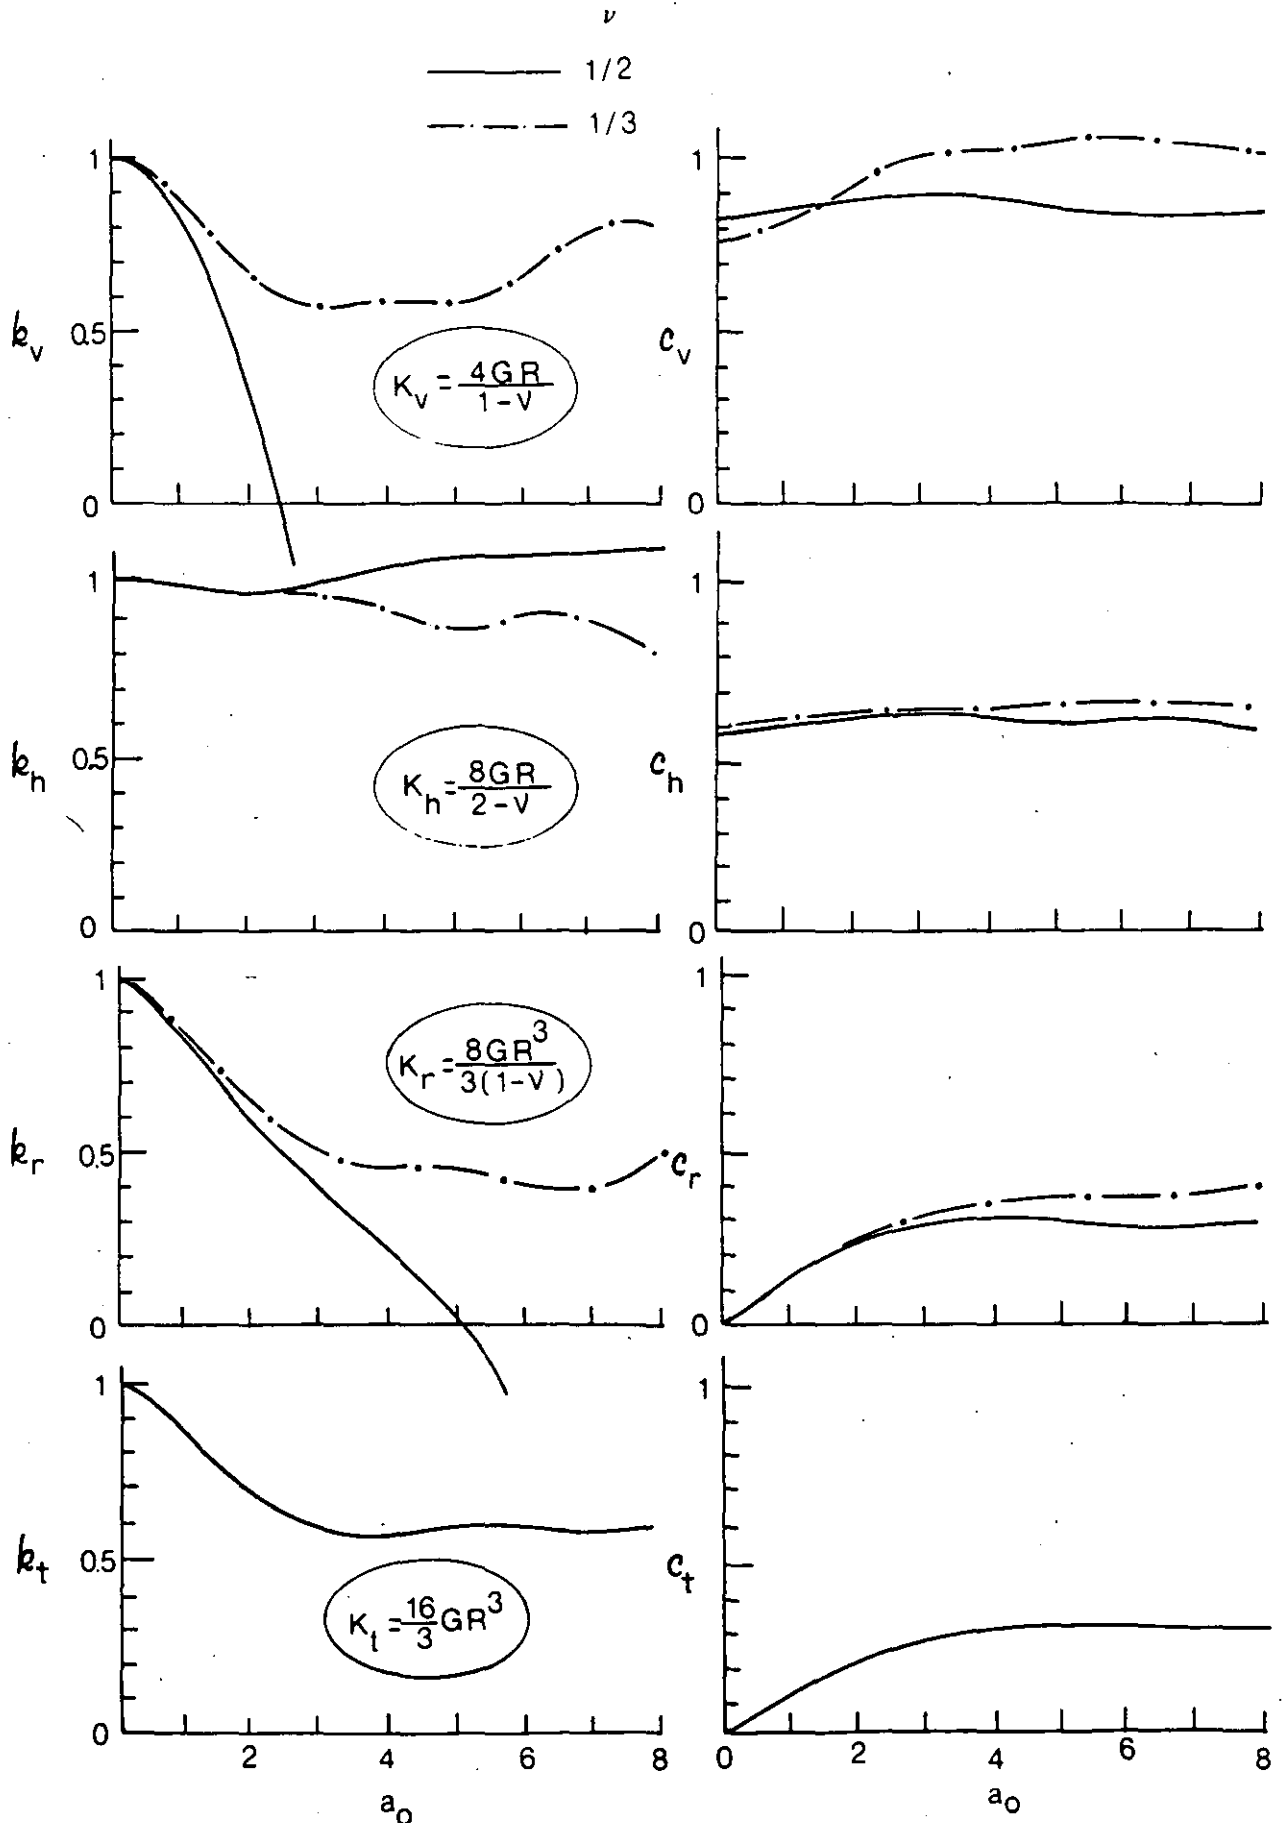 ν
1/2
1/3
1
0.5
0
k_v
K_v = 4GR / 1-ν
1
0
c_v
1
0.5
0
k_h
K_h = 8GR / 2-ν
1
0
c_h
1
0.5
0
k_r
K_r = 8GR^3 / 3(1-ν)
1
0
c_r
1
0.5
0
k_t
K_t = 16/3 GR^3
2 4 6 8
a_o
1
c_t
0 2 4 6 8
a_o